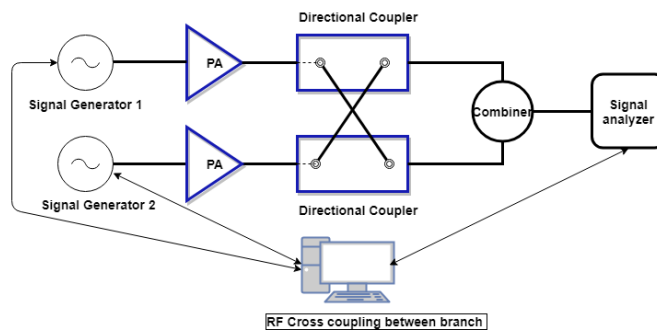 Directional Coupler
PA
Signal Generator 1
Combiner
Signal
analyzer
PA
Signal Generator 2
Directional Coupler
RF Cross coupling between branch